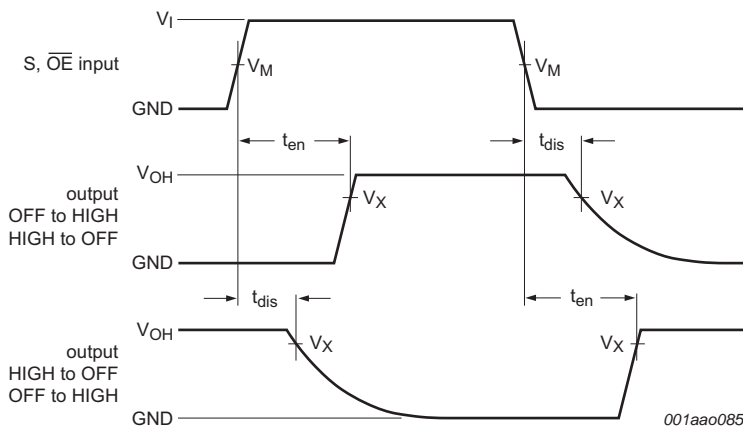 V_I
S, O̅E̅ input
V_M
V_M
GND
t_en
t_dis
V_OH
output
OFF to HIGH
HIGH to OFF
V_X
V_X
GND
t_dis
t_en
V_OH
output
HIGH to OFF
OFF to HIGH
V_X
V_X
GND
001aao085